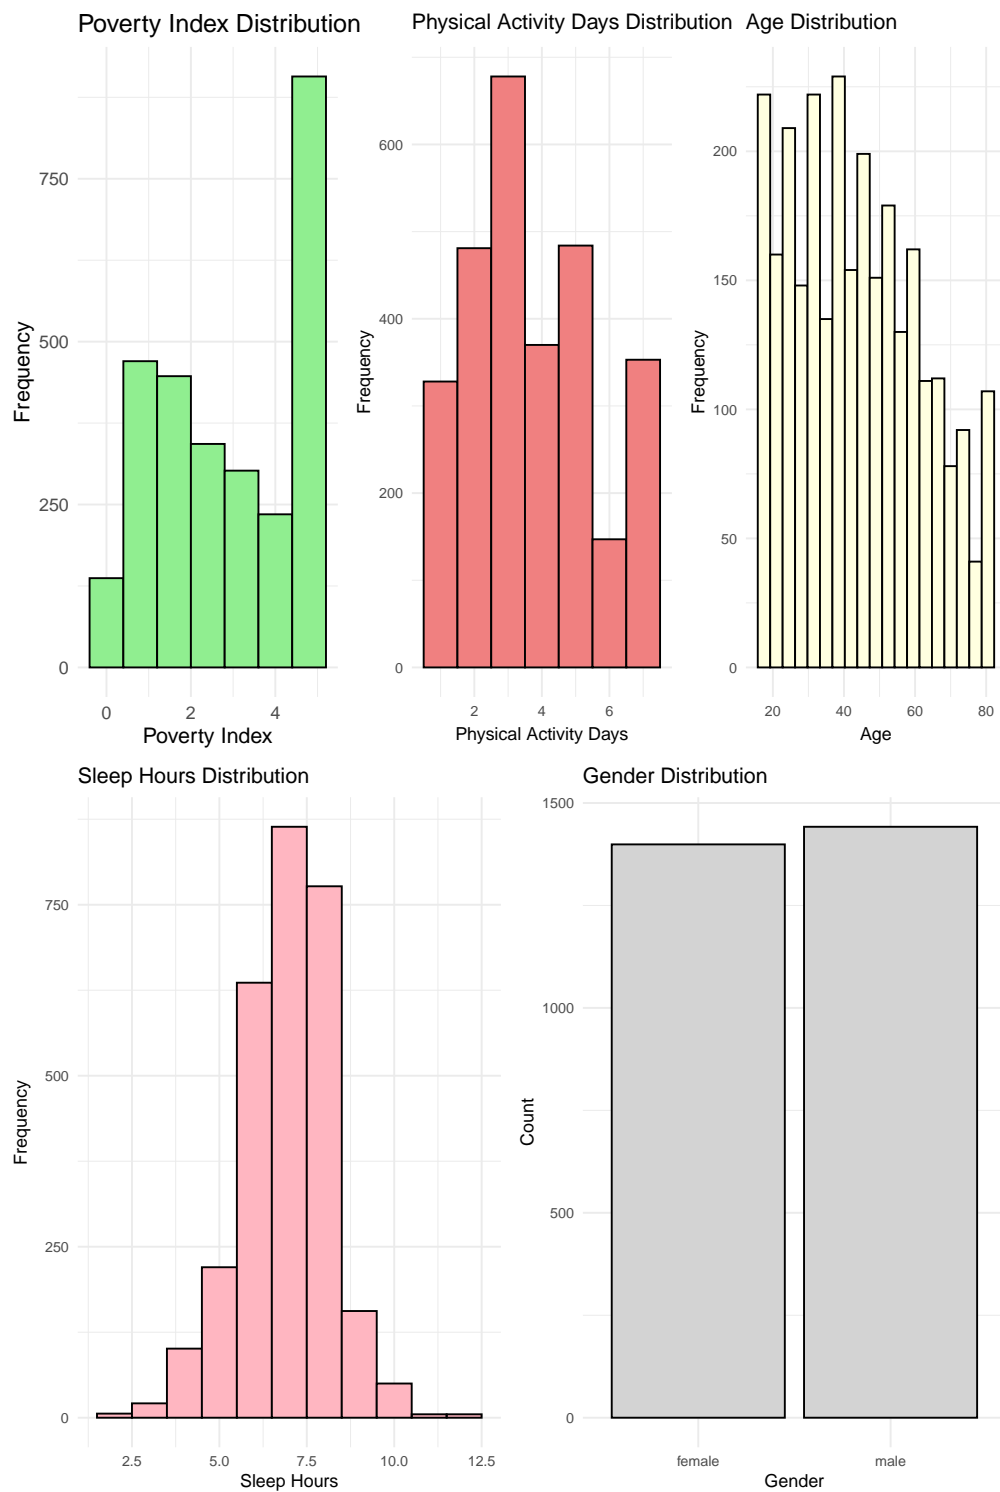 Poverty Index Distribution
Physical Activity Days Distribution
Age Distribution
Frequency
750
500
250
0
0 2 4
Poverty Index
Frequency
600
400
200
0
2 4 6
Physical Activity Days
Frequency
200
150
100
50
0
20 40 60 80
Age
Sleep Hours Distribution
Gender Distribution
Frequency
750
500
250
0
2.5 5.0 7.5 10.0 12.5
Sleep Hours
Count
1500
1000
500
0
female male
Gender